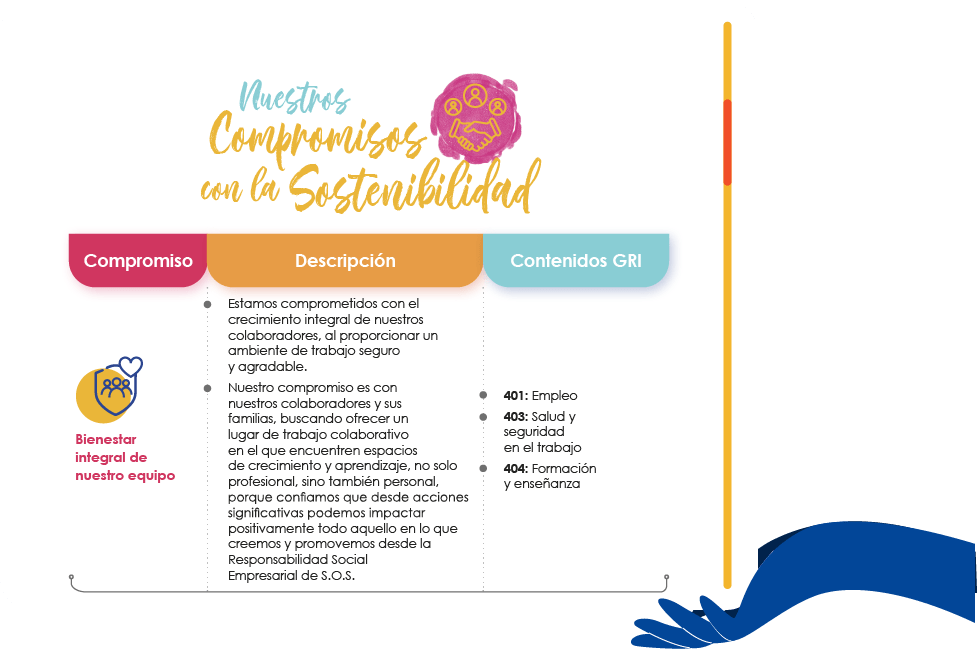 Nuestros
Compromisos
con la Sostenibilidad
Compromiso
Descripción
Contenidos GRI
Bienestar
integral de
nuestro equipo
Estamos comprometidos con el
crecimiento integral de nuestros
colaboradores, al proporcionar un
ambiente de trabajo seguro
y agradable.
Nuestro compromiso es con
nuestros colaboradores y sus
familias, buscando ofrecer un
lugar de trabajo colaborativo
en el que encuentren espacios
de crecimiento y aprendizaje, no solo
profesional, sino también personal,
porque confiamos que desde acciones
significativas podemos impactar
positivamente todo aquello en lo que
creemos y promovemos desde la
Responsabilidad Social
Empresarial de S.O.S.
401: Empleo
403: Salud y
seguridad
en el trabajo
404: Formación
y enseñanza